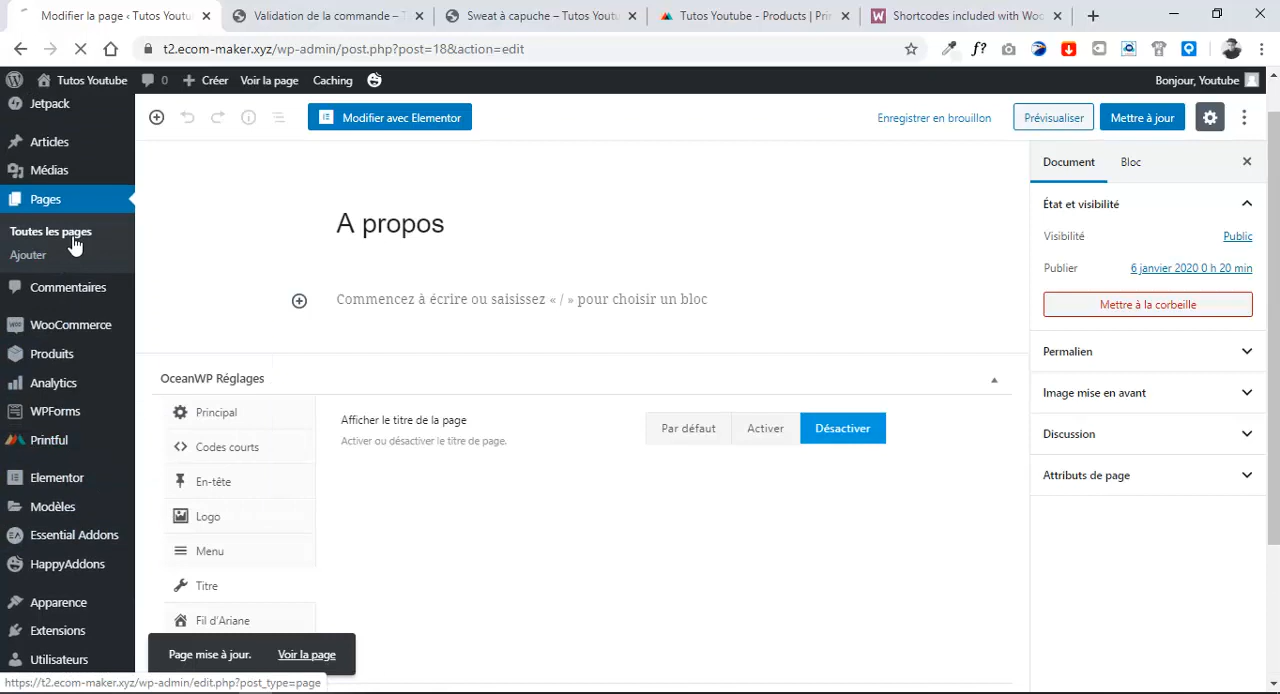 Modifier la page ‹ Tutos Youtu
Validation de la commande – T
Sweat à capuche – Tutos Youtu
Tutos Youtube - Products | Prin
Shortcodes included with Woo
t2.ecom-maker.xyz/wp-admin/post.php?post=18&action=edit
f?
Tutos Youtube
0
Créer
Voir la page
Caching
Bonjour, Youtube
Jetpack
Articles
Médias
Pages
Toutes les pages
Ajouter
Commentaires
WooCommerce
Produits
Analytics
WPForms
Printful
Elementor
Modèles
Essential Addons
HappyAddons
Apparence
Extensions
Utilisateurs
Modifier avec Elementor
Enregistrer en brouillon
Prévisualiser
Mettre à jour
A propos
Commencez à écrire ou saisissez « / » pour choisir un bloc
OceanWP Réglages
Principal
Codes courts
En-tête
Logo
Menu
Titre
Fil d’Ariane
Afficher le titre de la page
Activer ou désactiver le titre de page.
Par défaut
Activer
Désactiver
Document
Bloc
État et visibilité
Visibilité
Public
Publier
6 janvier 2020 0 h 20 min
Mettre à la corbeille
Permalien
Image mise en avant
Discussion
Attributs de page
Page mise à jour.
Voir la page
https://t2.ecom-maker.xyz/wp-admin/edit.php?post_type=page